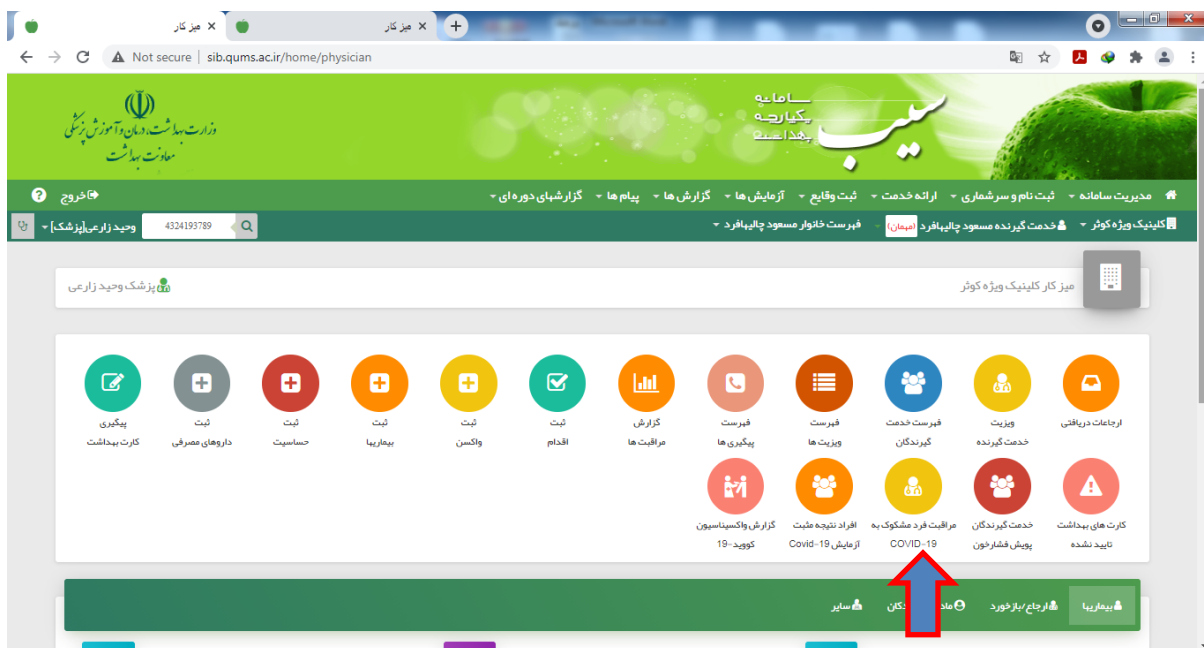 میز کار
میز کار
Not secure | sib.qums.ac.ir/home/physician
وزارت بهداشت، درمان و آموزش پزشکی
معاونت بهداشت
سامانه
یکپارچه
بهداشت
سیب
مدیریت سامانه ثبت نام و سرشماری ارائه خدمت ثبت وقایع آزمایش ها گزارش ها پیام ها گزارشهای دوره ای خروج ?
کلینیک ویژه کوثر خدمت گیرنده مسعود چالیپافرد (مهمان) فهرست خانوار مسعود چالیپافرد 4324193789 وحید زارعی[پزشک]
میز کار کلینیک ویژه کوثر
پزشک وحید زارعی
ارجاعات دریافتی
ویزیت
خدمت گیرنده
فهرست خدمت
گیرندگان
فهرست
ویزیت ها
فهرست
پیگیری ها
گزارش
مراقبت ها
ثبت
اقدام
ثبت
واکسن
ثبت
بیماریها
ثبت
حساسیت
ثبت
داروهای مصرفی
پیگیری
کارت بهداشت
کارت های بهداشت
تایید نشده
خدمت گیرندگان
پویش فشارخون
مراقبت فرد مشکوک به
COVID-19
افراد نتیجه مثبت
آزمایش Covid-19
گزارش واکسیناسیون
کووید-19
بیماریها ارجاع/بازخورد سایر